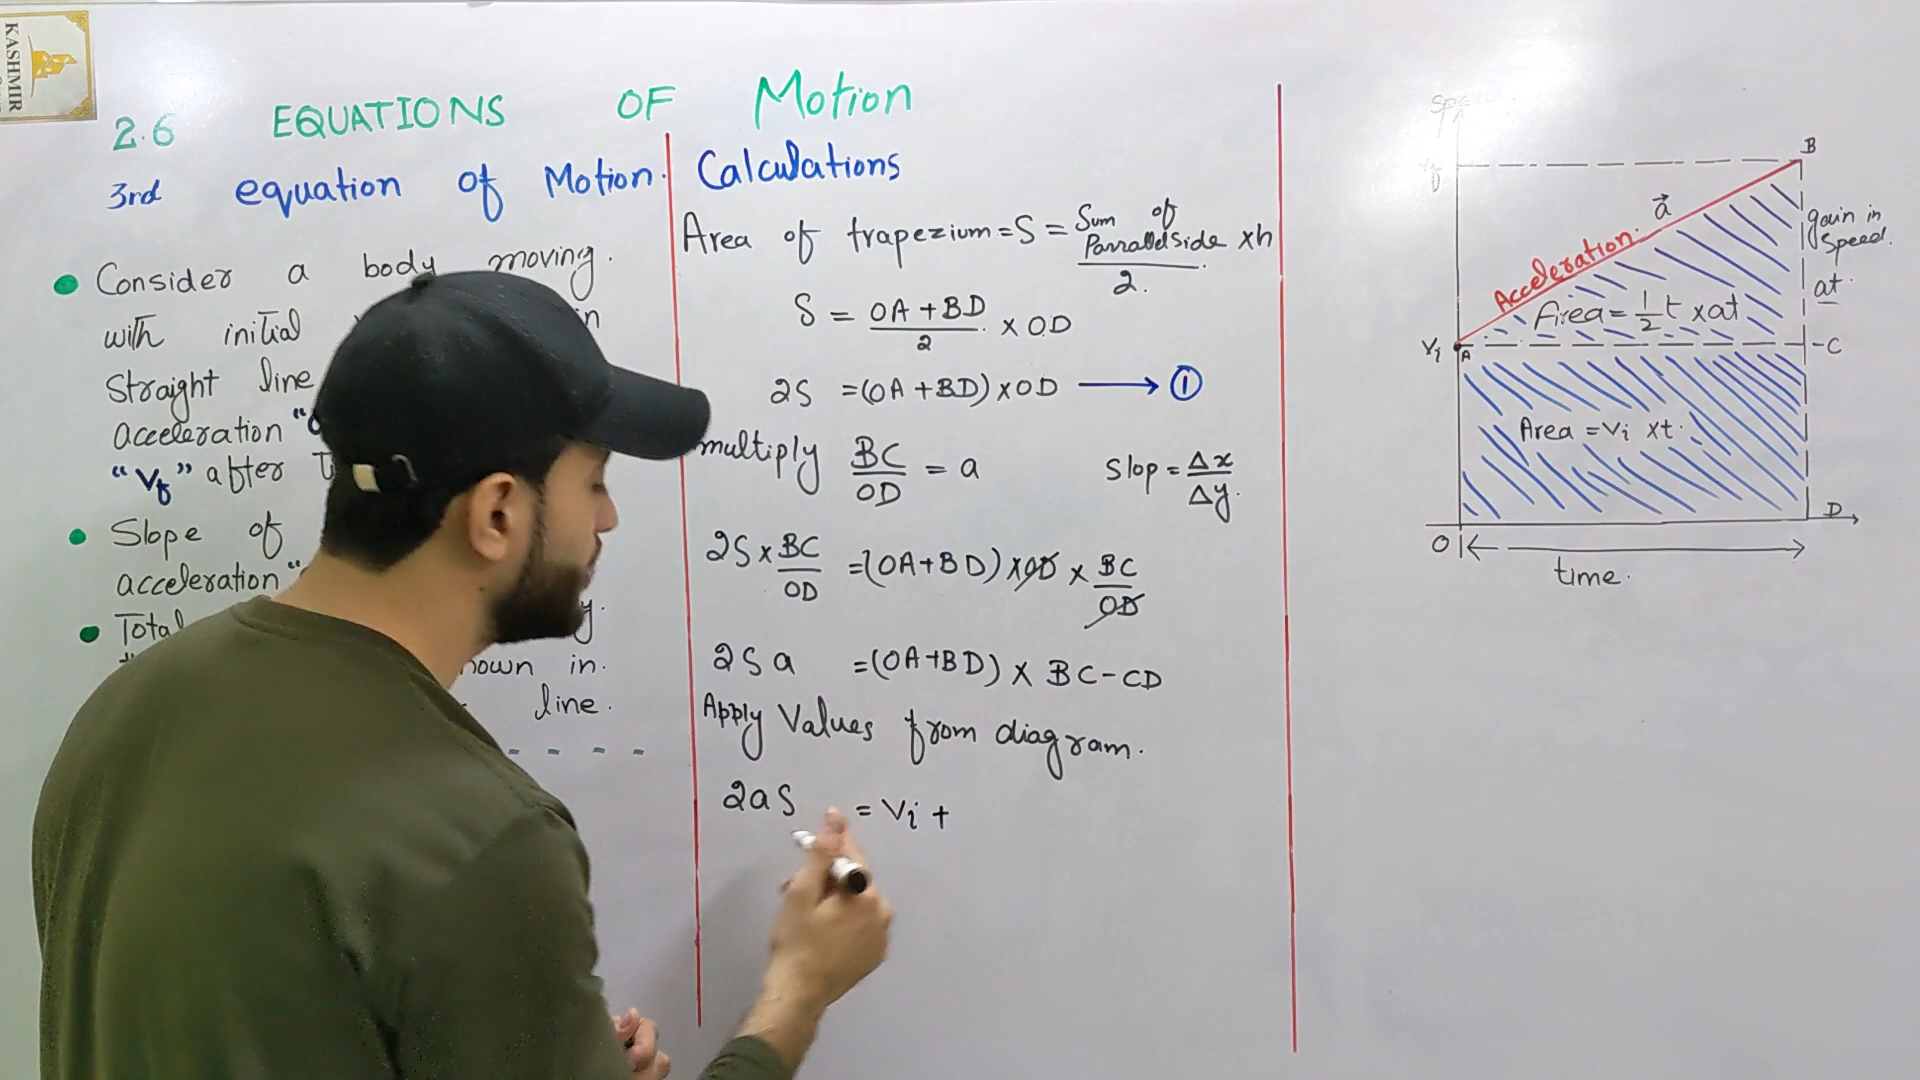 KASHMIR
2.6 EQUATIONS OF Motion
3rd equation of Motion.
Consider a body moving.
with initial
Straight line
acceleration
"Vf" after
Slope of
acceleration
Total
nown in.
line.
Calculations
Area of trapezium = S = Sum of Parralel Side / 2. × h
S = OA + BD / 2 × OD
2S = (OA + BD) × OD ⟶ ①
multiply BC / OD = a Slop = Δx / Δy.
2S × BC / OD = (OA + BD) × OD × BC / OD
2S a = (OA + BD) × BC - CD
Apply Values from diagram.
2aS = Vi +
B
Vf
a⃗
gain in
Speed.
at
Acceleration.
Area = 1/2 t × at
Vi A C
Area = Vi × t.
D
O
time.